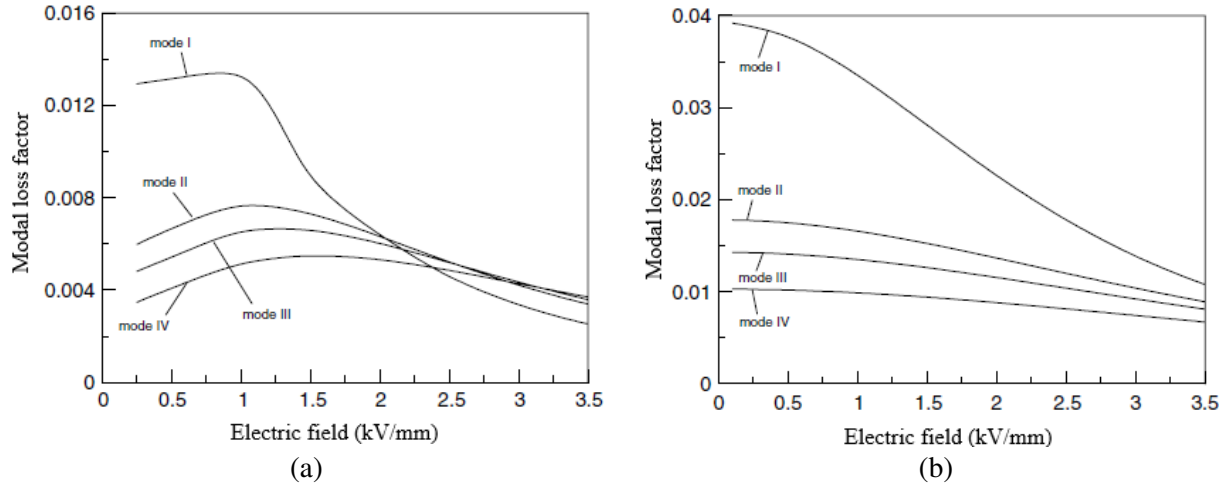 0.016
0.012
0.008
0.004
0
Modal loss factor
mode I
mode II
mode III
mode IV
0 0.5 1 1.5 2 2.5 3 3.5
Electric field (kV/mm)
(a)
0.04
0.03
0.02
0.01
0
Modal loss factor
mode I
mode II
mode III
mode IV
0 0.5 1 1.5 2 2.5 3 3.5
Electric field (kV/mm)
(b)